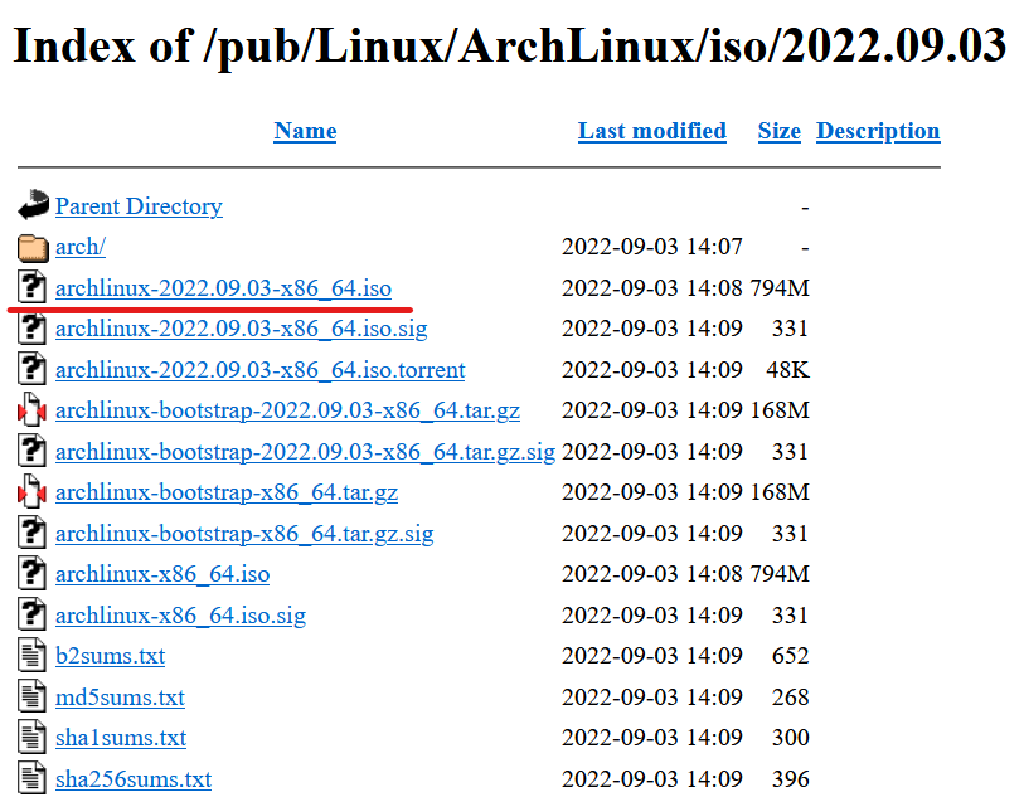 Index of /pub/Linux/ArchLinux/iso/2022.09.03
Name Last modified Size Description
Parent Directory -
arch/ 2022-09-03 14:07 -
archlinux-2022.09.03-x86_64.iso 2022-09-03 14:08 794M
archlinux-2022.09.03-x86_64.iso.sig 2022-09-03 14:09 331
archlinux-2022.09.03-x86_64.iso.torrent 2022-09-03 14:09 48K
archlinux-bootstrap-2022.09.03-x86_64.tar.gz 2022-09-03 14:09 168M
archlinux-bootstrap-2022.09.03-x86_64.tar.gz.sig 2022-09-03 14:09 331
archlinux-bootstrap-x86_64.tar.gz 2022-09-03 14:09 168M
archlinux-bootstrap-x86_64.tar.gz.sig 2022-09-03 14:09 331
archlinux-x86_64.iso 2022-09-03 14:08 794M
archlinux-x86_64.iso.sig 2022-09-03 14:09 331
b2sums.txt 2022-09-03 14:09 652
md5sums.txt 2022-09-03 14:09 268
sha1sums.txt 2022-09-03 14:09 300
sha256sums.txt 2022-09-03 14:09 396